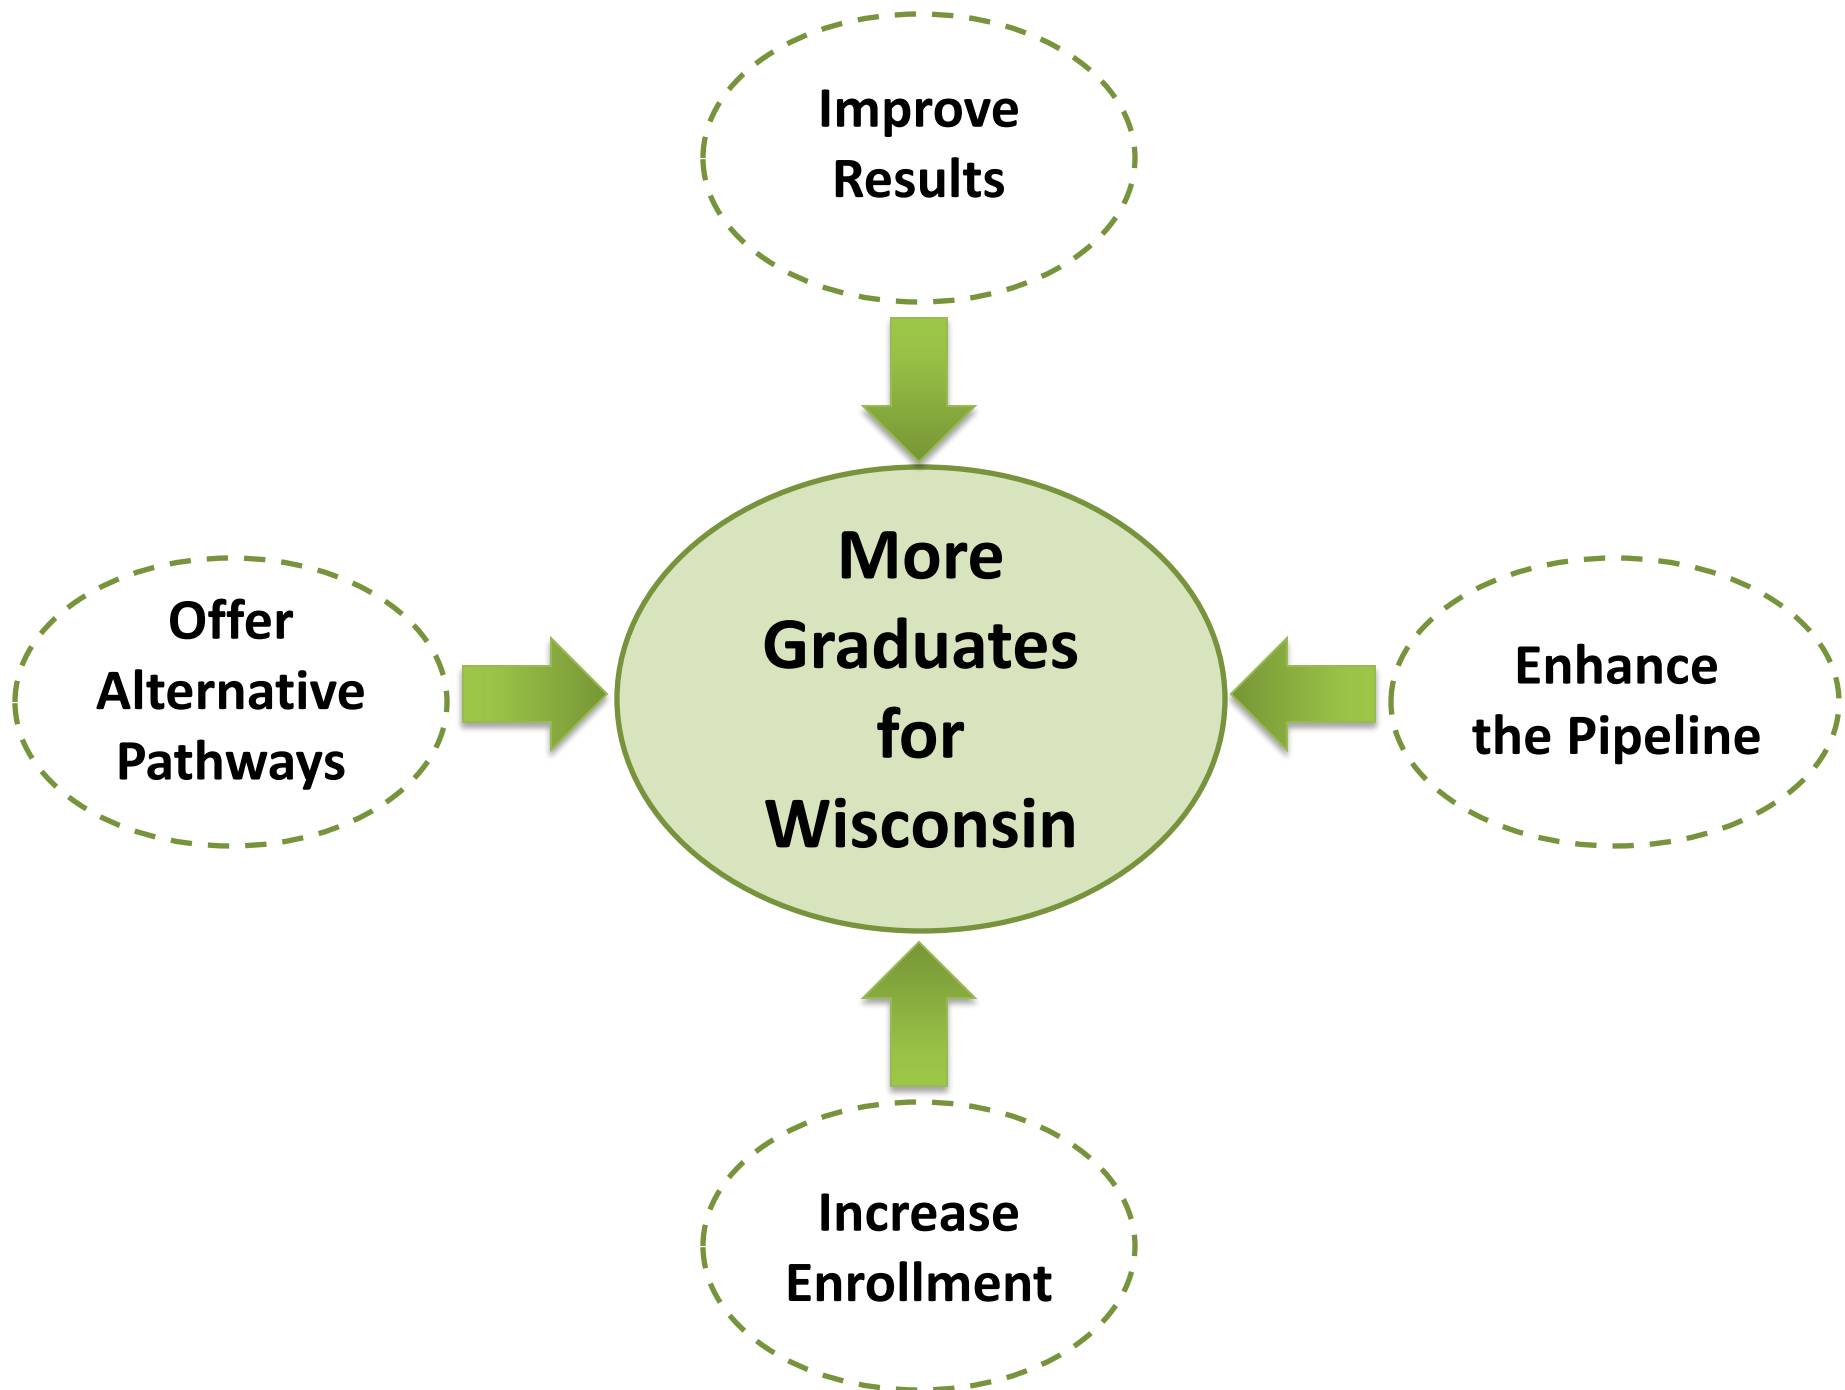 Improve
Results
More
Graduates
for
Wisconsin
Offer
Alternative
Pathways
Enhance
the Pipeline
Increase
Enrollment